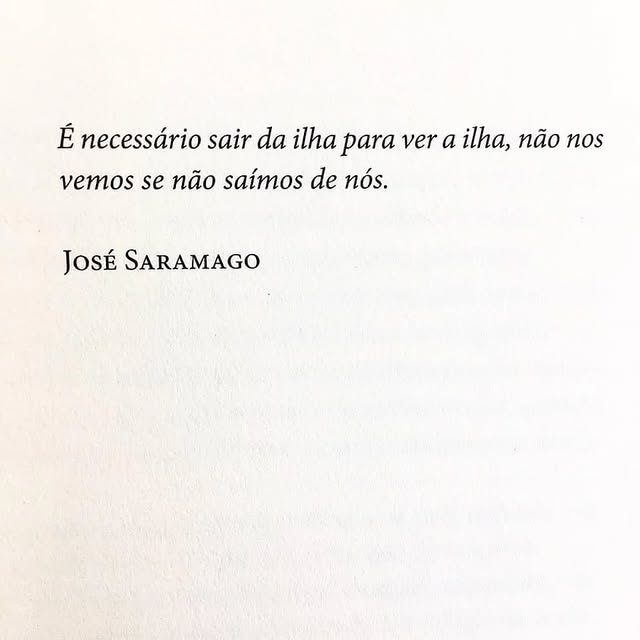 É necessário sair da ilha para ver a ilha, não nos
vemos se não saímos de nós.
José Saramago